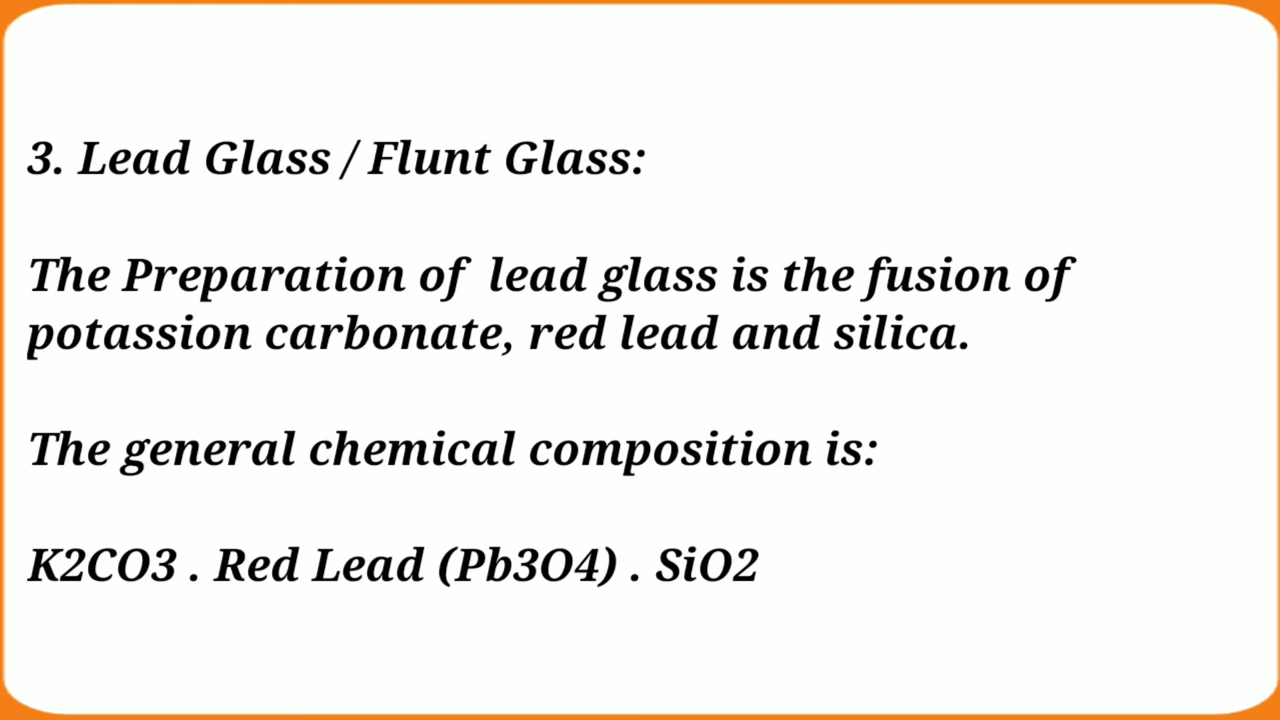 3. Lead Glass / Flunt Glass:
The Preparation of lead glass is the fusion of
potassion carbonate, red lead and silica.
The general chemical composition is:
K2CO3 . Red Lead (Pb3O4) . SiO2